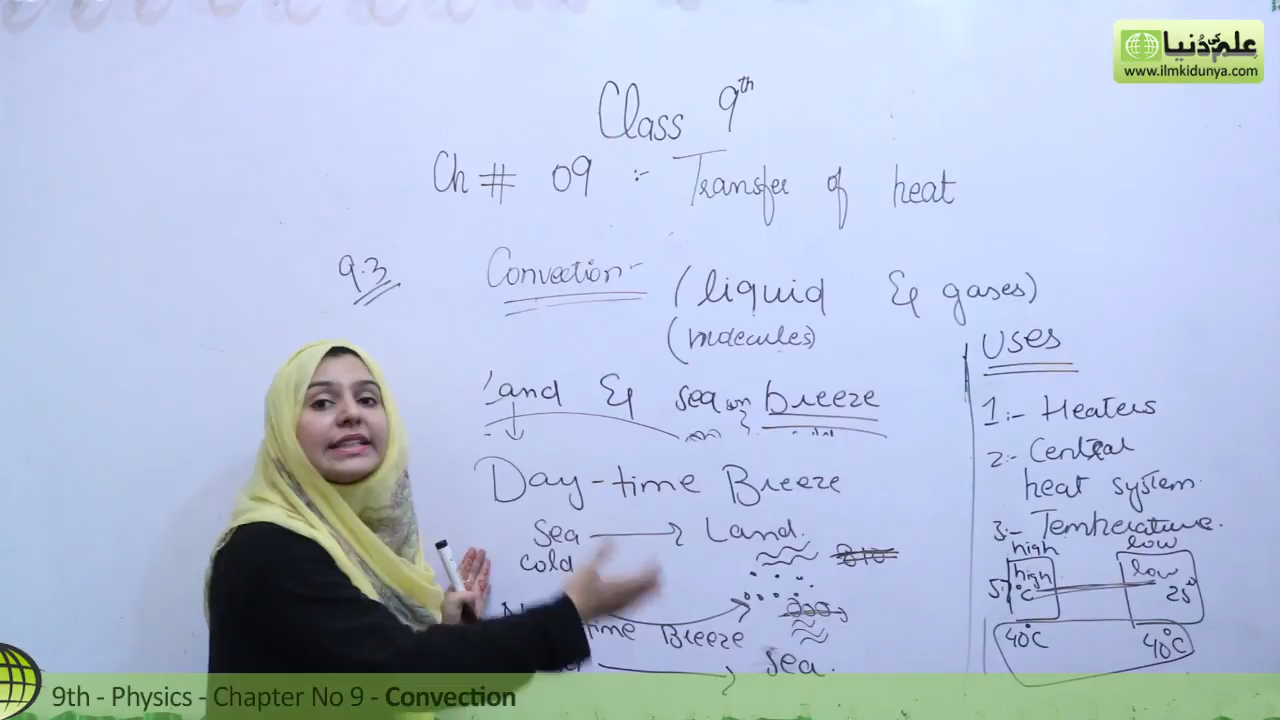 علم کی دُنیا
www.ilmkidunya.com
Class 9th
Ch # 09 :- Transfer of heat
9.3 Convection:- (liquid & gases)
(molecules)
Land & sea Breeze
Day-time Breeze
Sea → Land.
cold
time Breeze
→ Sea.
Uses
1:- Heaters
2:- Central
heat system.
3:- Temperature.
high low
high low
°C 25°
40°C 40°C
9th - Physics - Chapter No 9 - Convection